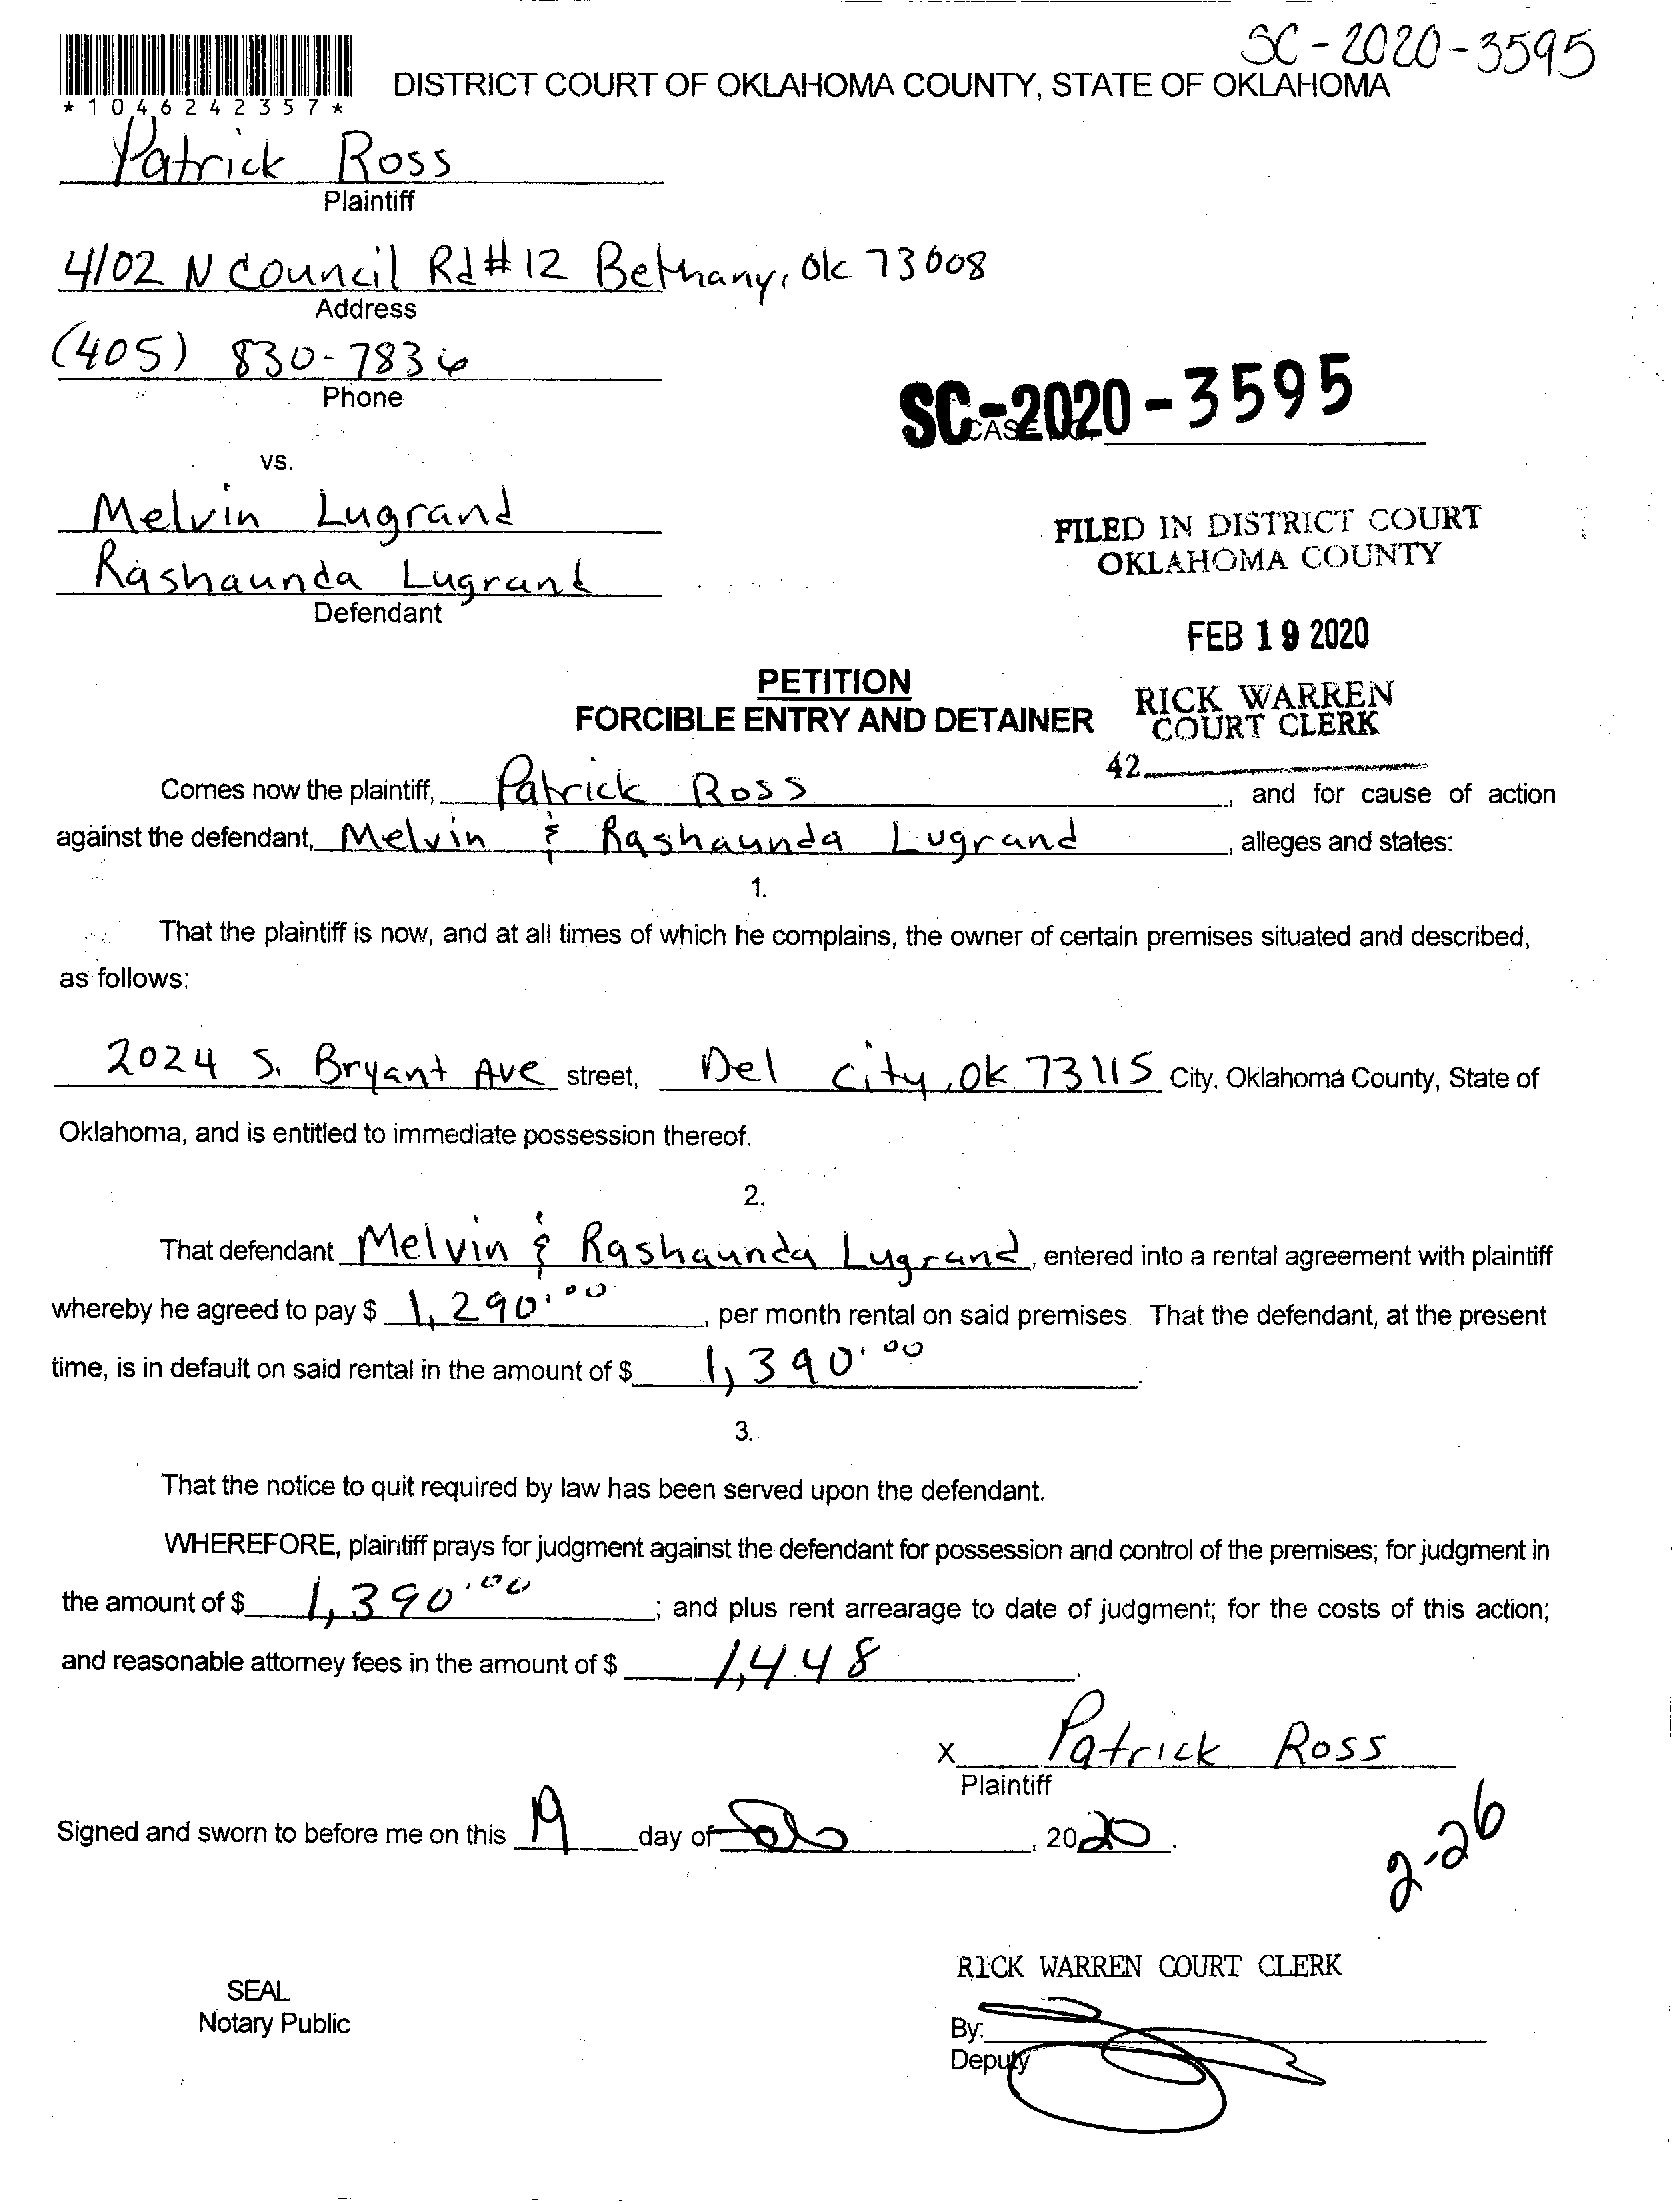 SC-2020-3595
DISTRICT COURT OF OKLAHOMA COUNTY, STATE OF OKLAHOMA
*1046242357*
Patrick Ross
Plaintiff
4102 N Council Rd #12 Bethany, Ok 73008
Address
(405) 830-7836
Phone
SC-2020-3595
vs.
Melvin Lugrand
Rashaunda Lugrand
Defendant
FILED IN DISTRICT COURT
OKLAHOMA COUNTY
FEB 19 2020
RICK WARREN
COURT CLERK
42
PETITION
FORCIBLE ENTRY AND DETAINER
Comes now the plaintiff, Patrick Ross, and for cause of action
against the defendant, Melvin & Rashaunda Lugrand, alleges and states:
1.
That the plaintiff is now, and at all times of which he complains, the owner of certain premises situated and described,
as follows:
2024 S. Bryant Ave street, Del City, Ok 73115 City, Oklahoma County, State of
Oklahoma, and is entitled to immediate possession thereof.
2.
That defendant Melvin & Rashaunda Lugrand, entered into a rental agreement with plaintiff
whereby he agreed to pay $ 1,290.00, per month rental on said premises. That the defendant, at the present
time, is in default on said rental in the amount of $ 1,390.00.
3.
That the notice to quit required by law has been served upon the defendant.
WHEREFORE, plaintiff prays for judgment against the defendant for possession and control of the premises; for judgment in
the amount of $ 1,390.00; and plus rent arrearage to date of judgment; for the costs of this action;
and reasonable attorney fees in the amount of $ 1,448.
x Patrick Ross
Plaintiff
Signed and sworn to before me on this 19 day of Feb, 2020.
2-26
RICK WARREN COURT CLERK
SEAL
Notary Public
By:
Deputy